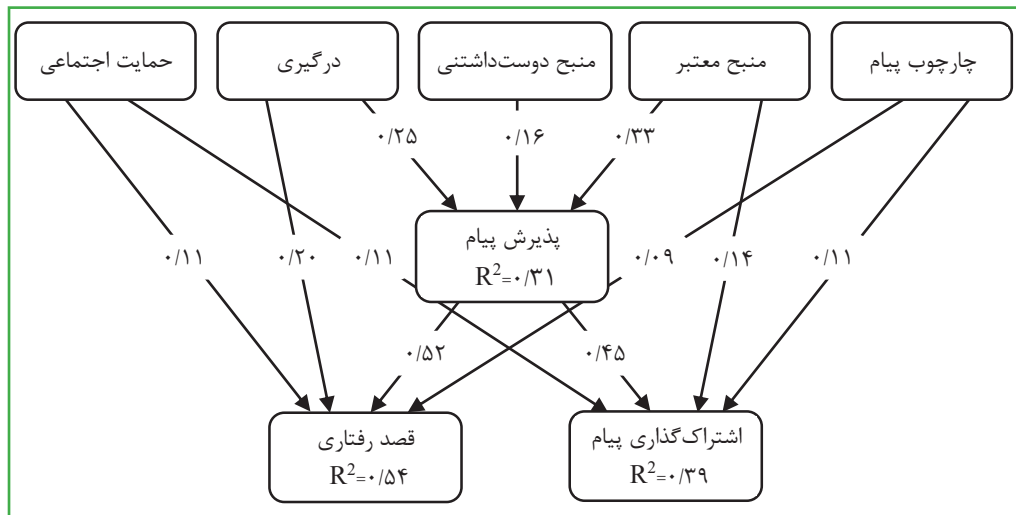 چارچوب پیام
منبح معتبر
منبح دوست‌داشتنی
درگیری
حمایت اجتماعی
۰/۳۳
۰/۱۶
۰/۲۵
پذیرش پیام
R²=۰/۳۱
۰/۱۱
۰/۱۴
۰/۰۹
۰/۱۱
۰/۲۰
۰/۱۱
۰/۴۵
۰/۵۲
اشتراک‌گذاری پیام
R²=۰/۳۹
قصد رفتاری
R²=۰/۵۴